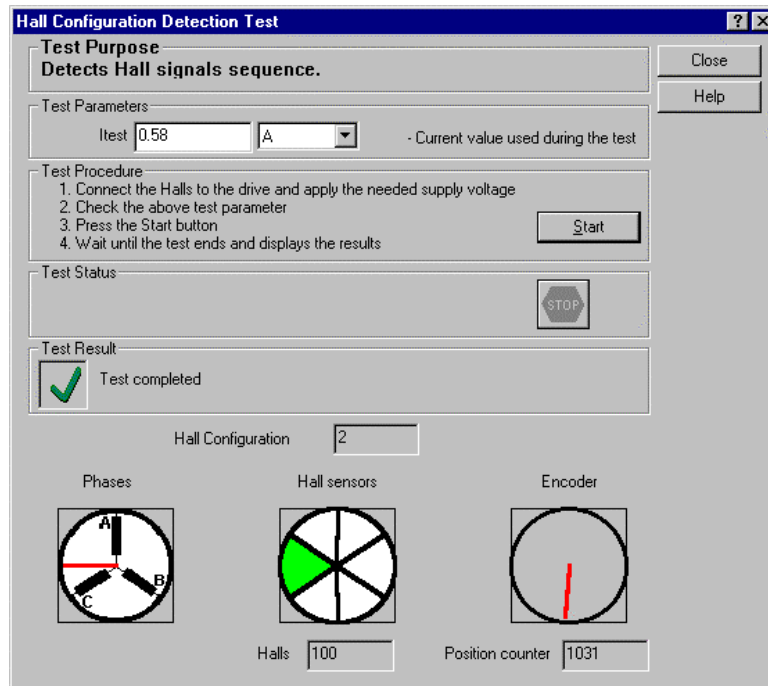 Hall Configuration Detection Test
Close
Help
Test Purpose
Detects Hall signals sequence.
Test Parameters
Itest 0.58 A - Current value used during the test
Test Procedure
1. Connect the Halls to the drive and apply the needed supply voltage
2. Check the above test parameter
3. Press the Start button
4. Wait until the test ends and displays the results
Start
Test Status
STOP
Test Result
Test completed
Hall Configuration 2
Phases Hall sensors Encoder
A
B
C
Halls 100 Position counter 1031